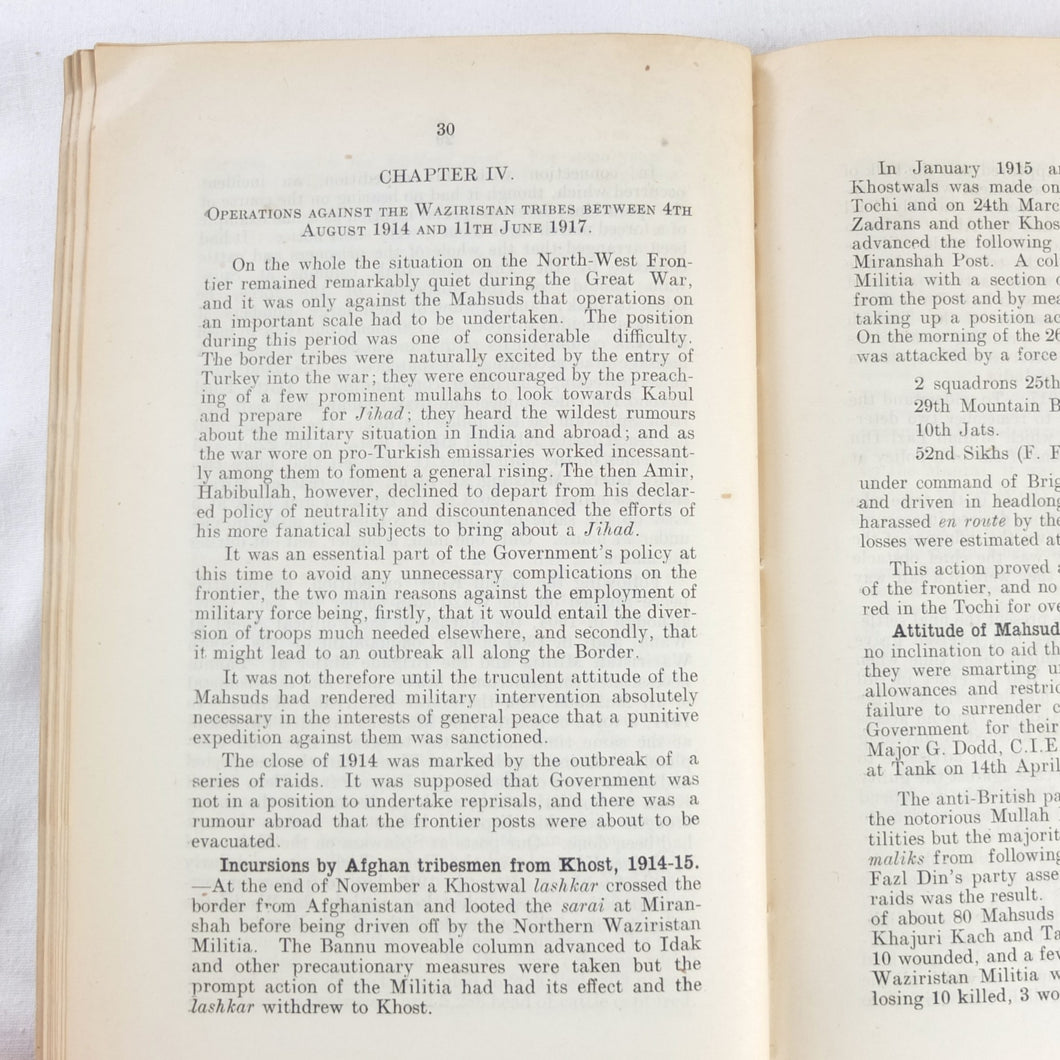 30
CHAPTER IV.
OPERATIONS AGAINST THE WAZIRISTAN TRIBES BETWEEN 4TH
AUGUST 1914 AND 11TH JUNE 1917.
On the whole the situation on the North-West Fron-
tier remained remarkably quiet during the Great War,
and it was only against the Mahsuds that operations on
an important scale had to be undertaken. The position
during this period was one of considerable difficulty.
The border tribes were naturally excited by the entry of
Turkey into the war; they were encouraged by the preach-
ing of a few prominent mullahs to look towards Kabul
and prepare for Jihad; they heard the wildest rumours
about the military situation in India and abroad; and as
the war wore on pro-Turkish emissaries worked incessant-
ly among them to foment a general rising. The then Amir,
Habibullah, however, declined to depart from his declar-
ed policy of neutrality and discountenanced the efforts of
his more fanatical subjects to bring about a Jihad.
It was an essential part of the Government's policy at
this time to avoid any unnecessary complications on the
frontier, the two main reasons against the employment of
military force being, firstly, that it would entail the diver-
sion of troops much needed elsewhere, and secondly, that
it might lead to an outbreak all along the Border.
It was not therefore until the truculent attitude of the
Mahsuds had rendered military intervention absolutely
necessary in the interests of general peace that a punitive
expedition against them was sanctioned.
The close of 1914 was marked by the outbreak of a
series of raids. It was supposed that Government was
not in a position to undertake reprisals, and there was a
rumour abroad that the frontier posts were about to be
evacuated.
Incursions by Afghan tribesmen from Khost, 1914-15.
—At the end of November a Khostwal lashkar crossed the
border from Afghanistan and looted the sarai at Miran-
shah before being driven off by the Northern Waziristan
Militia. The Bannu moveable column advanced to Idak
and other precautionary measures were taken but the
prompt action of the Militia had had its effect and the
lashkar withdrew to Khost.
In January 1915
Khostwals was made on
Tochi and on 24th Marc
Zadrans and other Khos
advanced the following
Miranshah Post. A col
Militia with a section
from the post and by mea
taking up a position ac
On the morning of the 26
was attacked by a force
2 squadrons 25th
29th Mountain B
10th Jats.
52nd Sikhs (F. F
under command of Brig
and driven in headlong
harassed en route by the
losses were estimated at
This action proved
of the frontier, and no
red in the Tochi for ove
Attitude of Mahsud
no inclination to aid th
they were smarting
allowances and restric
failure to surrender c
Government for their
Major G. Dodd, C.I.E
at Tank on 14th April
The anti-British pa
the notorious Mullah
tilities but the majorit
maliks from following
Fazl Din's party asse
raids was the result.
of about 80 Mahsuds
Khajuri Kach and Ta
10 wounded, and a few
Waziristan Militia w
losing 10 killed, 3 wo